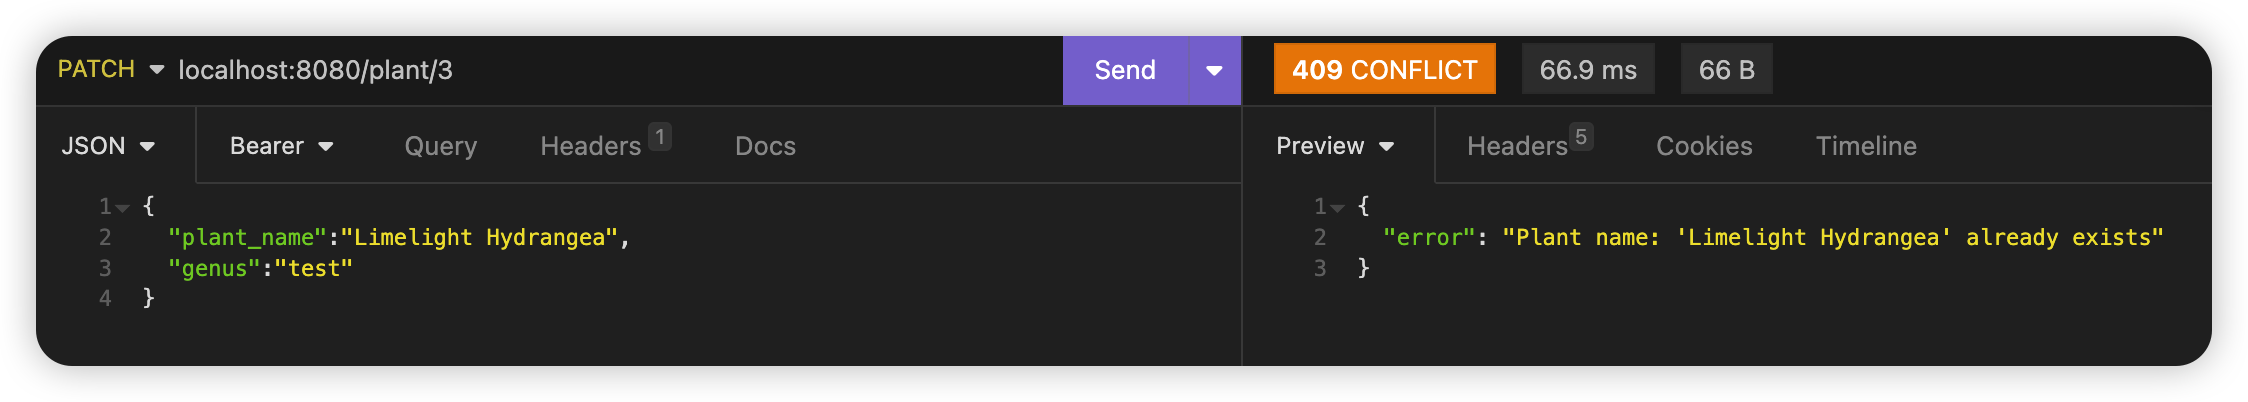 PATCH localhost:8080/plant/3 Send
409 CONFLICT 66.9 ms 66 B
JSON Bearer Query Headers 1 Docs
1 {
2 "plant_name":"Limelight Hydrangea",
3 "genus":"test"
4 }
Preview Headers 5 Cookies Timeline
1 {
2 "error": "Plant name: 'Limelight Hydrangea' already exists"
3 }